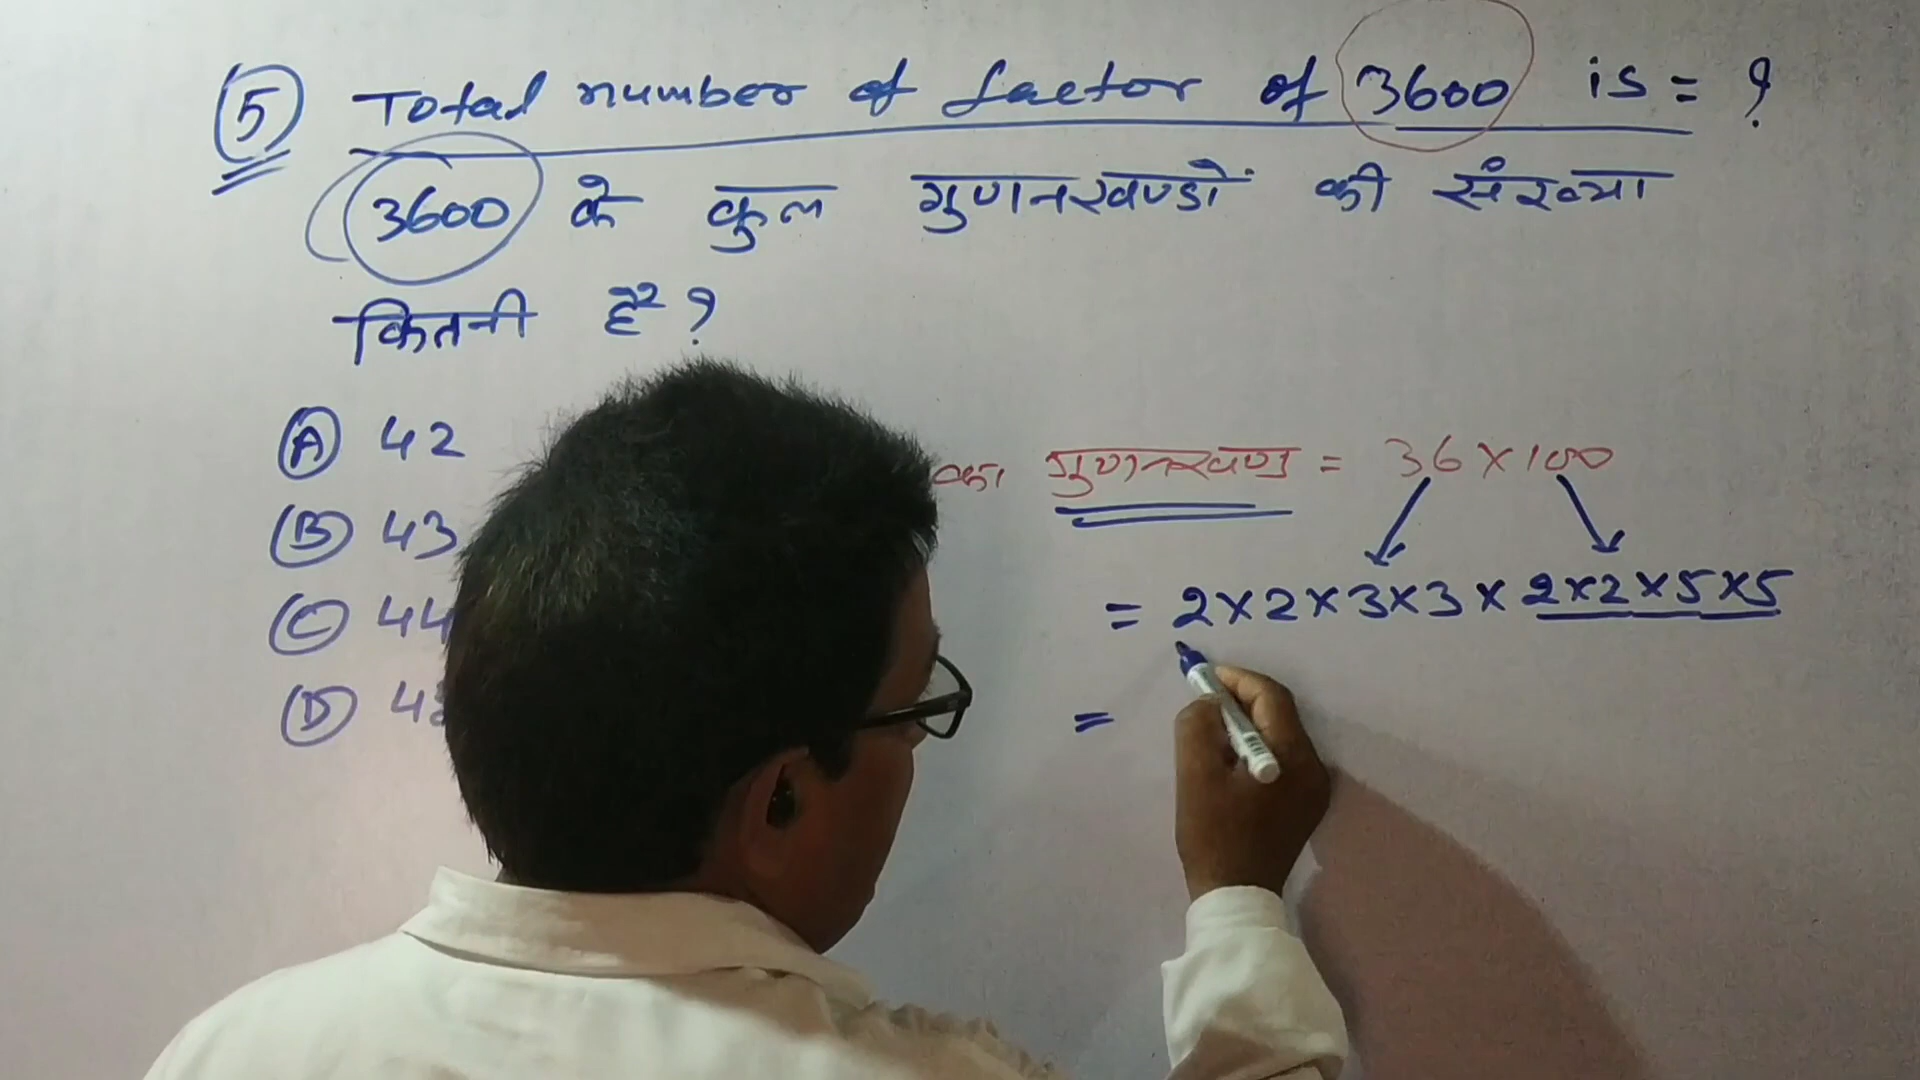 5 Total number of factor of 3600 is = ?
3600 के कुल गुणनखण्डों की संख्या
कितनी है ?
A 42
B 43
C 44
D
का गुणनखण्ड = 36 × 100
= 2 × 2 × 3 × 3 × 2 × 2 × 5 × 5
=